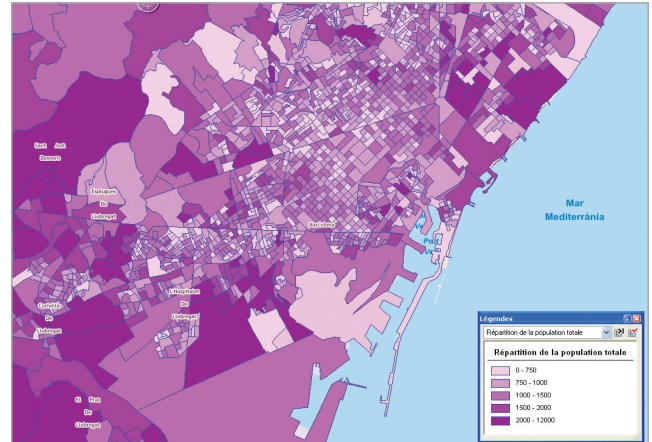 Sant Just
Desvern
Esplugues
De
Llobregat
Barcelona
Mar
Mediterrània
Port
L'Hospitalet
De
Llobregat
Cornellà
De
Llobregat
El Prat
De
Llobregat
Légendes
Répartition de la population totale
Répartition de la population totale
0 - 750
750 - 1000
1000 - 1500
1500 - 2000
2000 - 12000